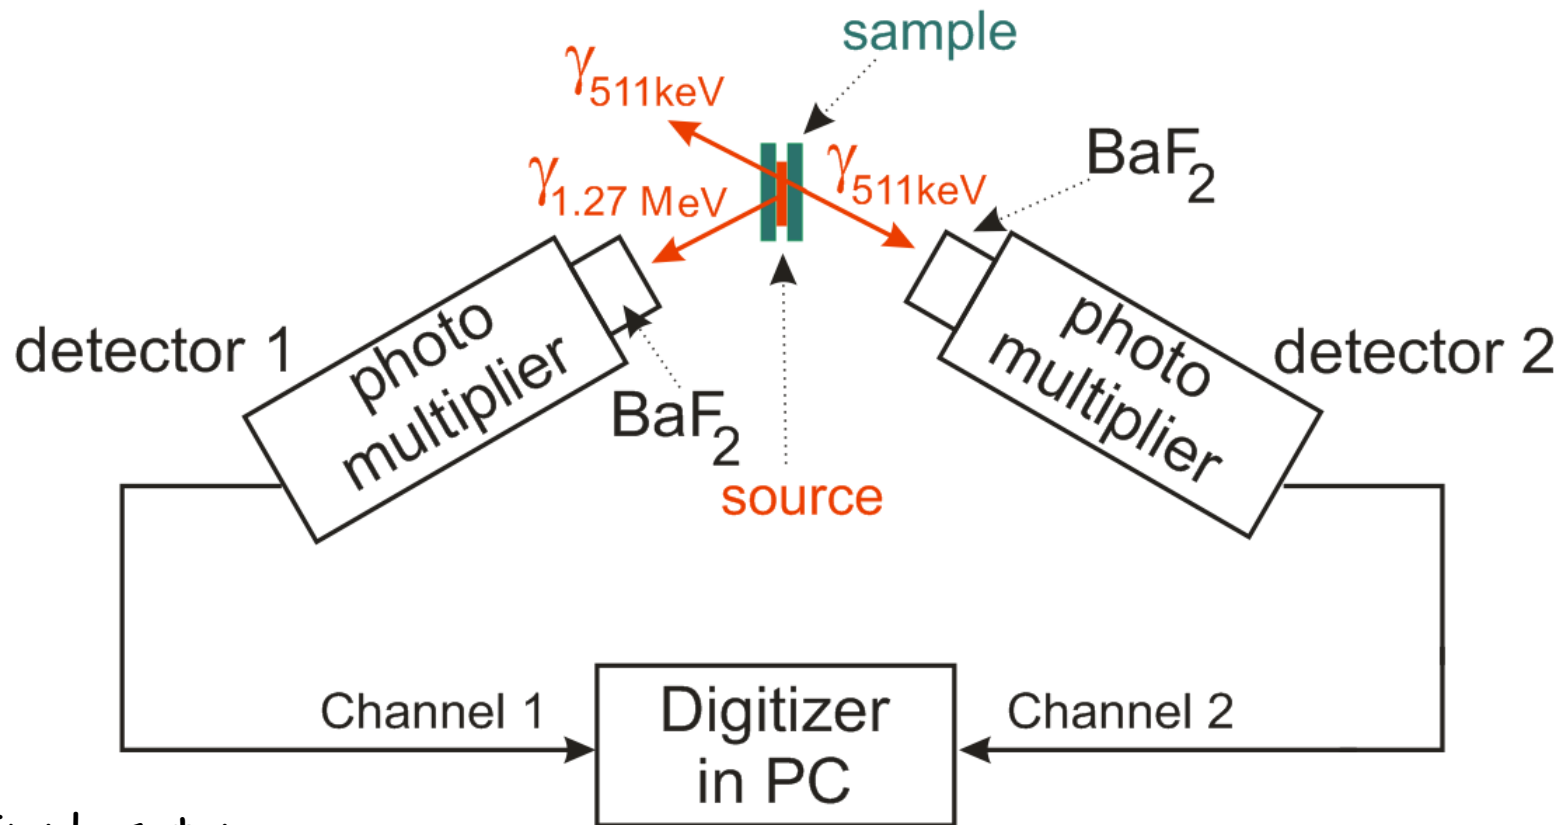 sample
γ511keV
γ1.27 MeV
γ511keV
BaF2
detector 1
photo
multiplier
BaF2
source
photo
multiplier
detector 2
Channel 1
Digitizer
in PC
Channel 2